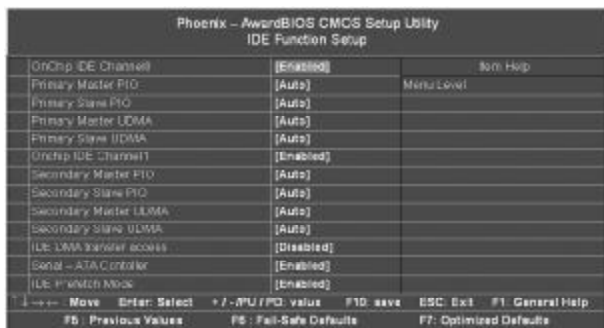 Phoenix – AwardBIOS CMOS Setup Utility
IDE Function Setup
OnChip IDE Channel0 [Enabled] Item Help
Primary Master PIO [Auto] Menu Level
Primary Slave PIO [Auto]
Primary Master UDMA [Auto]
Primary Slave UDMA [Auto]
Onchip IDE Channel1 [Enabled]
Secondary Master PIO [Auto]
Secondary Slave PIO [Auto]
Secondary Master UDMA [Auto]
Secondary Slave UDMA [Auto]
IDE DMA transfer access [Disabled]
Serial – ATA Controller [Enabled]
IDE Prefetch Mode [Enabled]
↑↓→← : Move Enter: Select +/-/PU/PD: value F10: save ESC: Exit F1: General Help
F5 : Previous Values F6 : Fail-Safe Defaults F7: Optimized Defaults